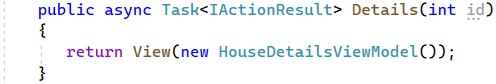 public async Task<IActionResult> Details(int id)
{
return View(new HouseDetailsViewModel());
}